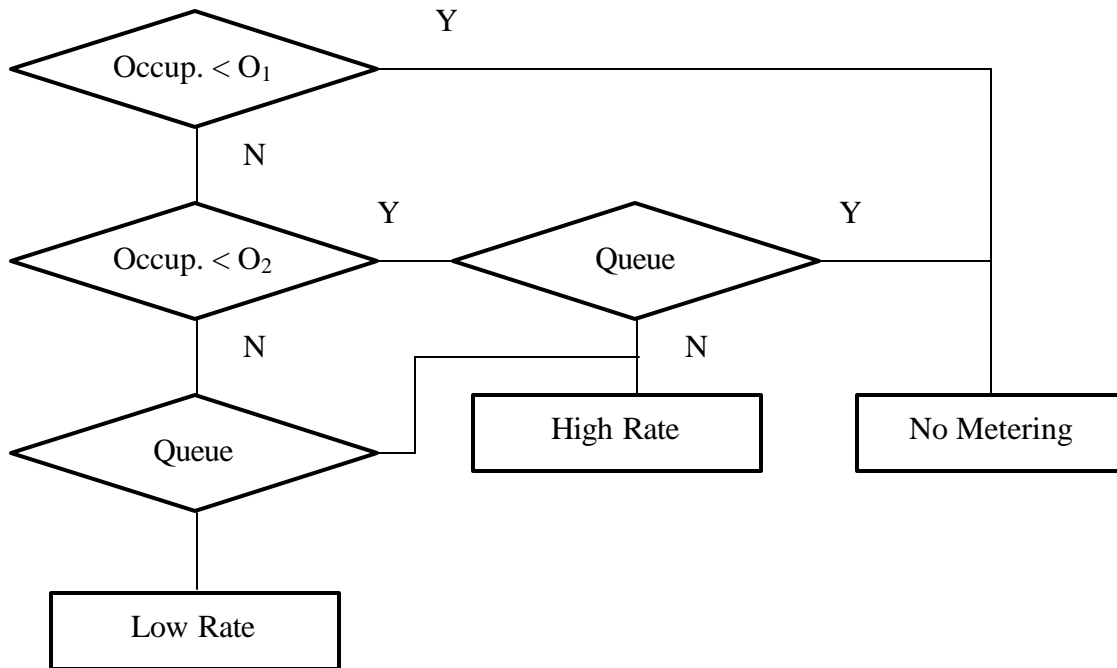 Y
Occup. < O₁
N
Y
Y
Occup. < O₂
Queue
N
N
Queue
High Rate
No Metering
Low Rate